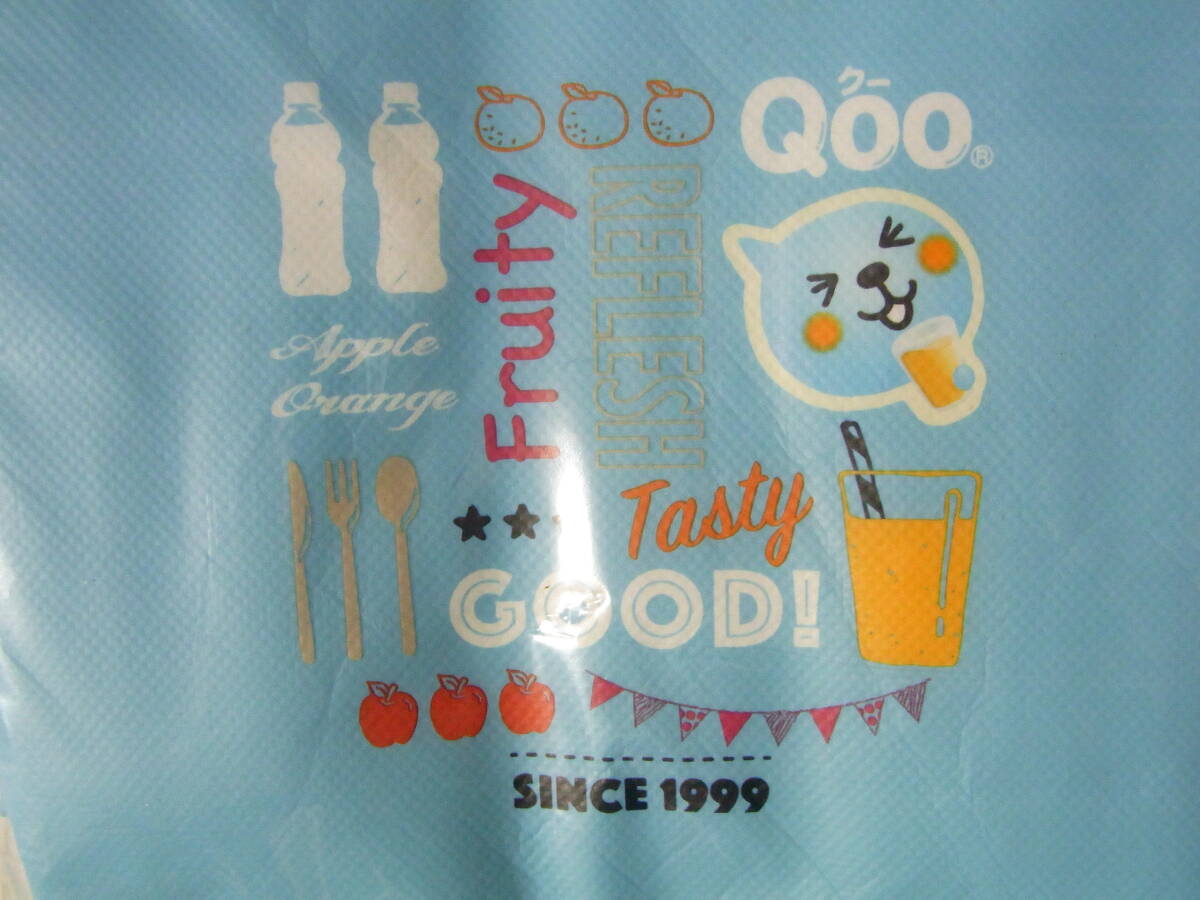 クー
Qoo®
Fruity
REFLESH
Apple
Orange
Tasty
GOOD!
SINCE 1999